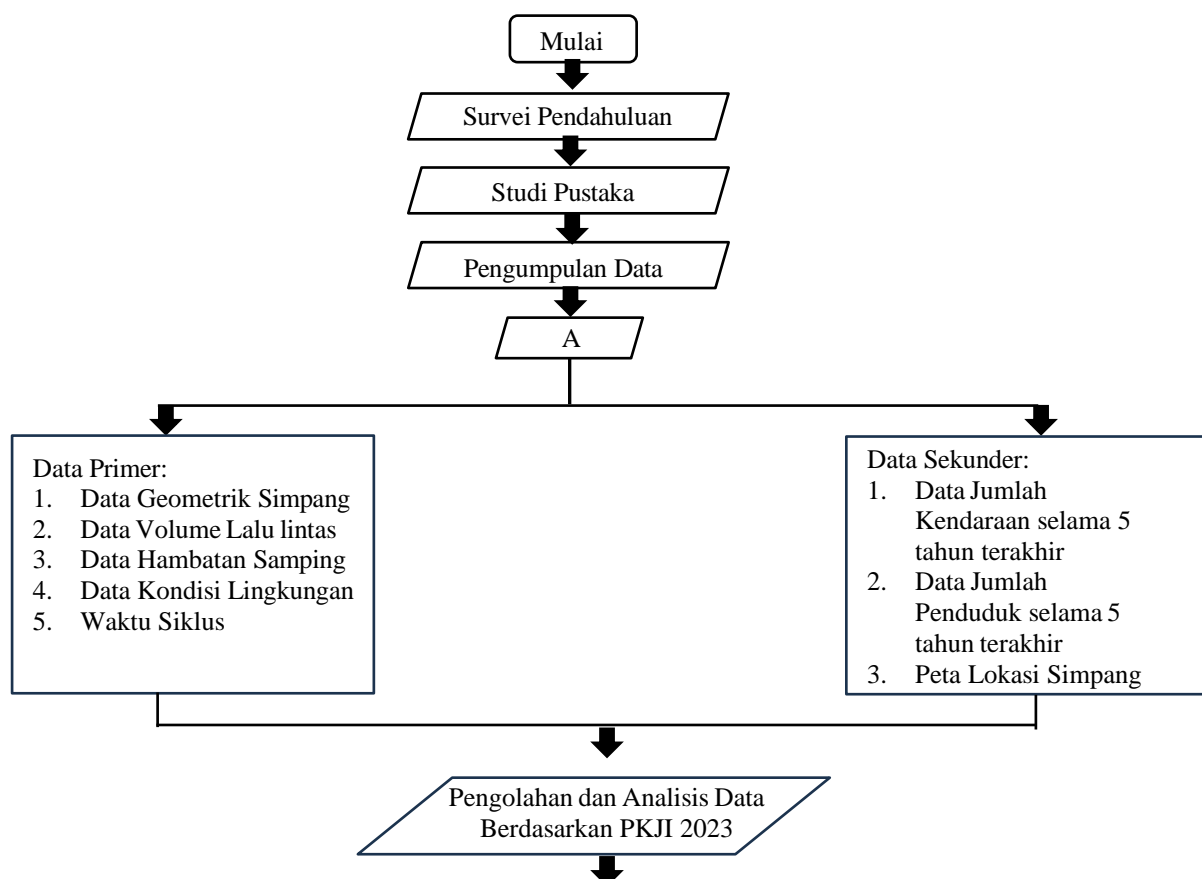 Mulai
Survei Pendahuluan
Studi Pustaka
Pengumpulan Data
A
Data Primer:
1. Data Geometrik Simpang
2. Data Volume Lalu lintas
3. Data Hambatan Samping
4. Data Kondisi Lingkungan
5. Waktu Siklus
Data Sekunder:
1. Data Jumlah
Kendaraan selama 5
tahun terakhir
2. Data Jumlah
Penduduk selama 5
tahun terakhir
3. Peta Lokasi Simpang
Pengolahan dan Analisis Data
Berdasarkan PKJI 2023